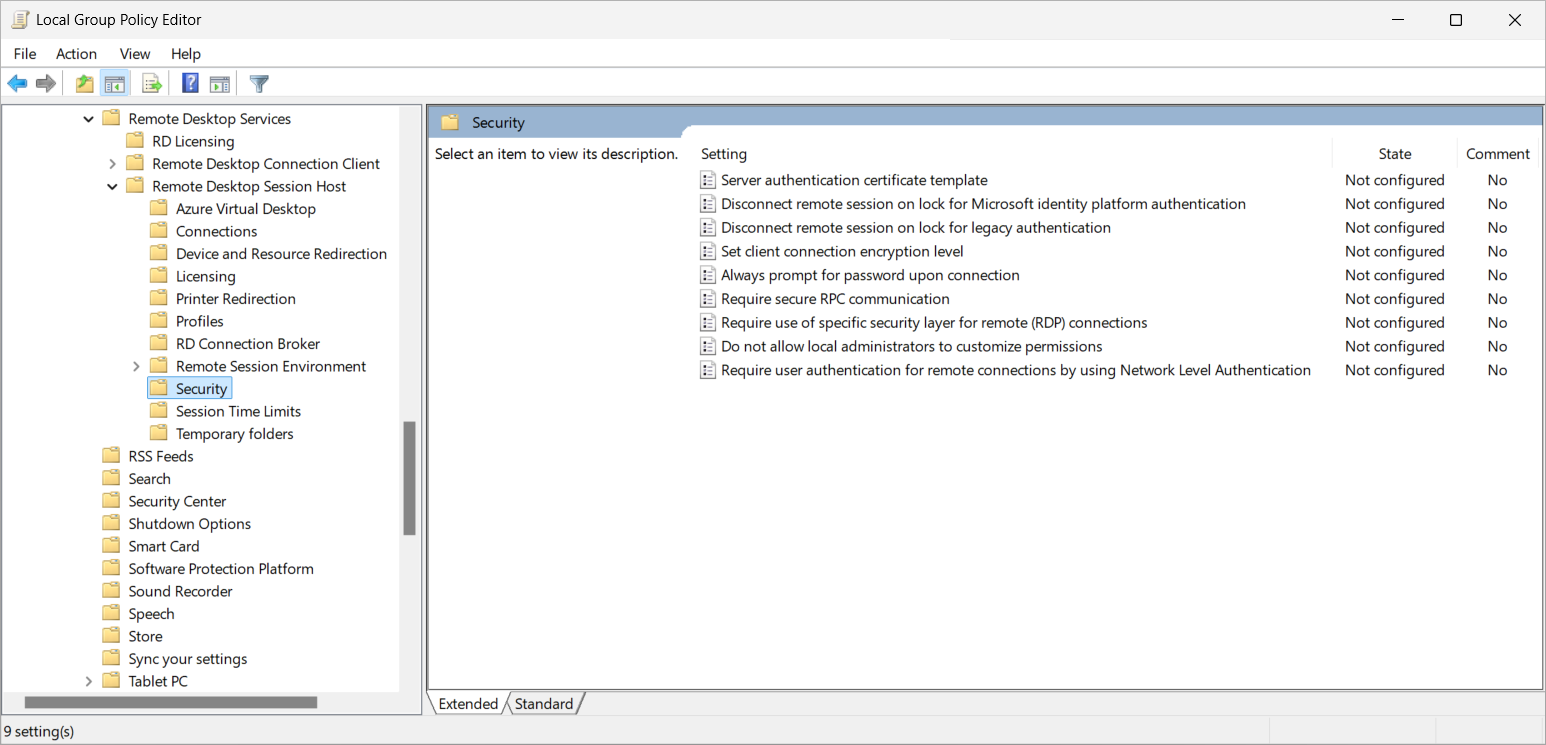 Local Group Policy Editor
File Action View Help
Remote Desktop Services
RD Licensing
Remote Desktop Connection Client
Remote Desktop Session Host
Azure Virtual Desktop
Connections
Device and Resource Redirection
Licensing
Printer Redirection
Profiles
RD Connection Broker
Remote Session Environment
Security
Session Time Limits
Temporary folders
RSS Feeds
Search
Security Center
Shutdown Options
Smart Card
Software Protection Platform
Sound Recorder
Speech
Store
Sync your settings
Tablet PC
Security
Select an item to view its description.
Setting State Comment
Server authentication certificate template Not configured No
Disconnect remote session on lock for Microsoft identity platform authentication Not configured No
Disconnect remote session on lock for legacy authentication Not configured No
Set client connection encryption level Not configured No
Always prompt for password upon connection Not configured No
Require secure RPC communication Not configured No
Require use of specific security layer for remote (RDP) connections Not configured No
Do not allow local administrators to customize permissions Not configured No
Require user authentication for remote connections by using Network Level Authentication Not configured No
Extended Standard
9 setting(s)